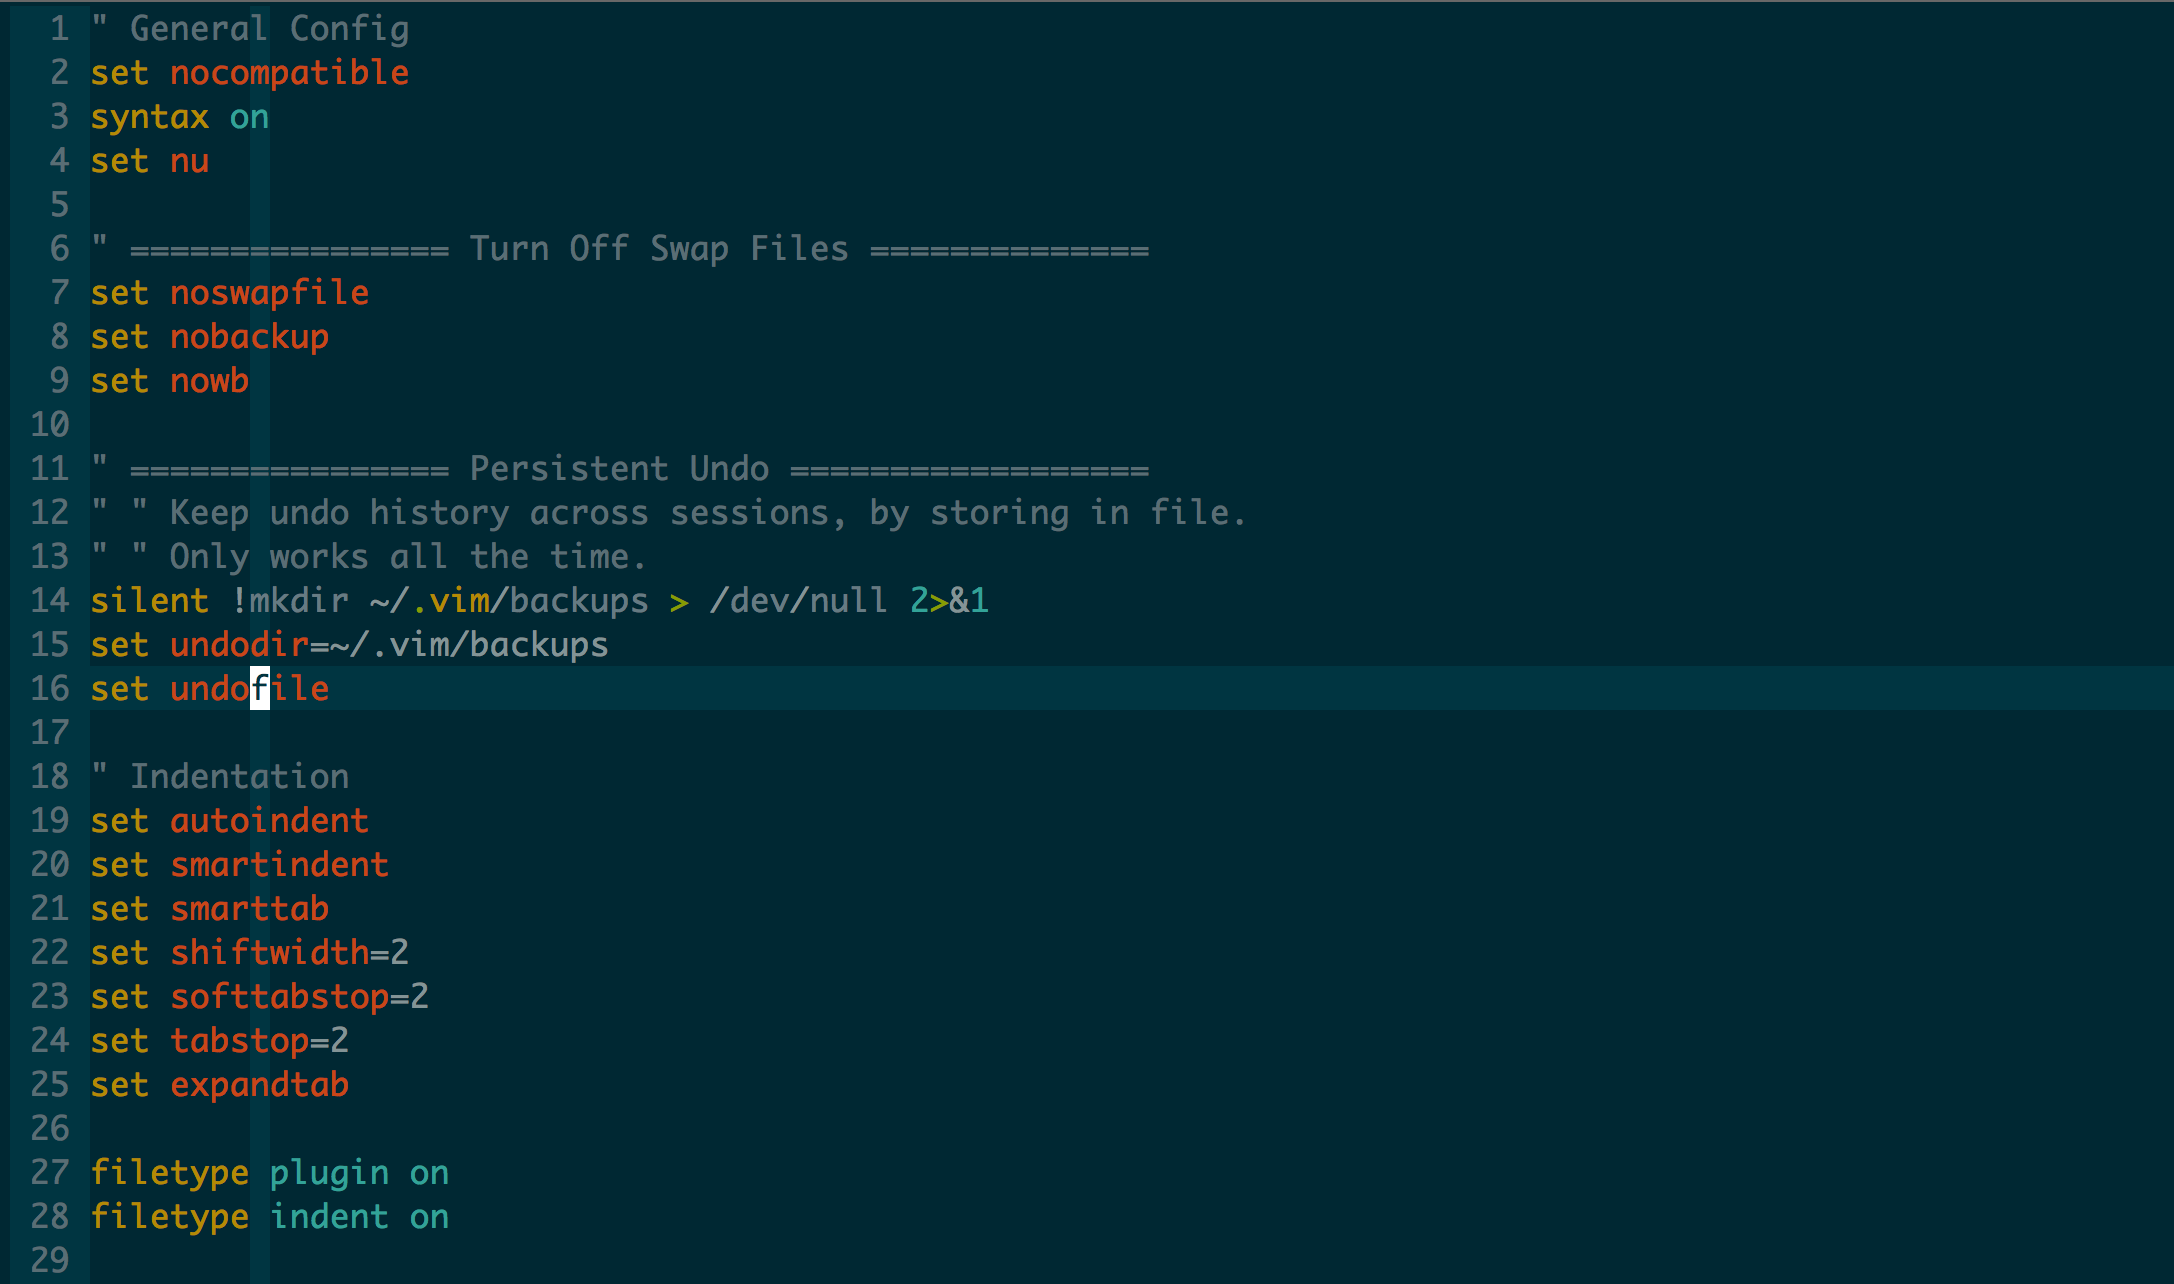 1 " General Config
2 set nocompatible
3 syntax on
4 set nu
5
6 " ================ Turn Off Swap Files ==============
7 set noswapfile
8 set nobackup
9 set nowb
10
11 " ================ Persistent Undo ==================
12 " " Keep undo history across sessions, by storing in file.
13 " " Only works all the time.
14 silent !mkdir ~/.vim/backups > /dev/null 2>&1
15 set undodir=~/.vim/backups
16 set undofile
17
18 " Indentation
19 set autoindent
20 set smartindent
21 set smarttab
22 set shiftwidth=2
23 set softtabstop=2
24 set tabstop=2
25 set expandtab
26
27 filetype plugin on
28 filetype indent on
29